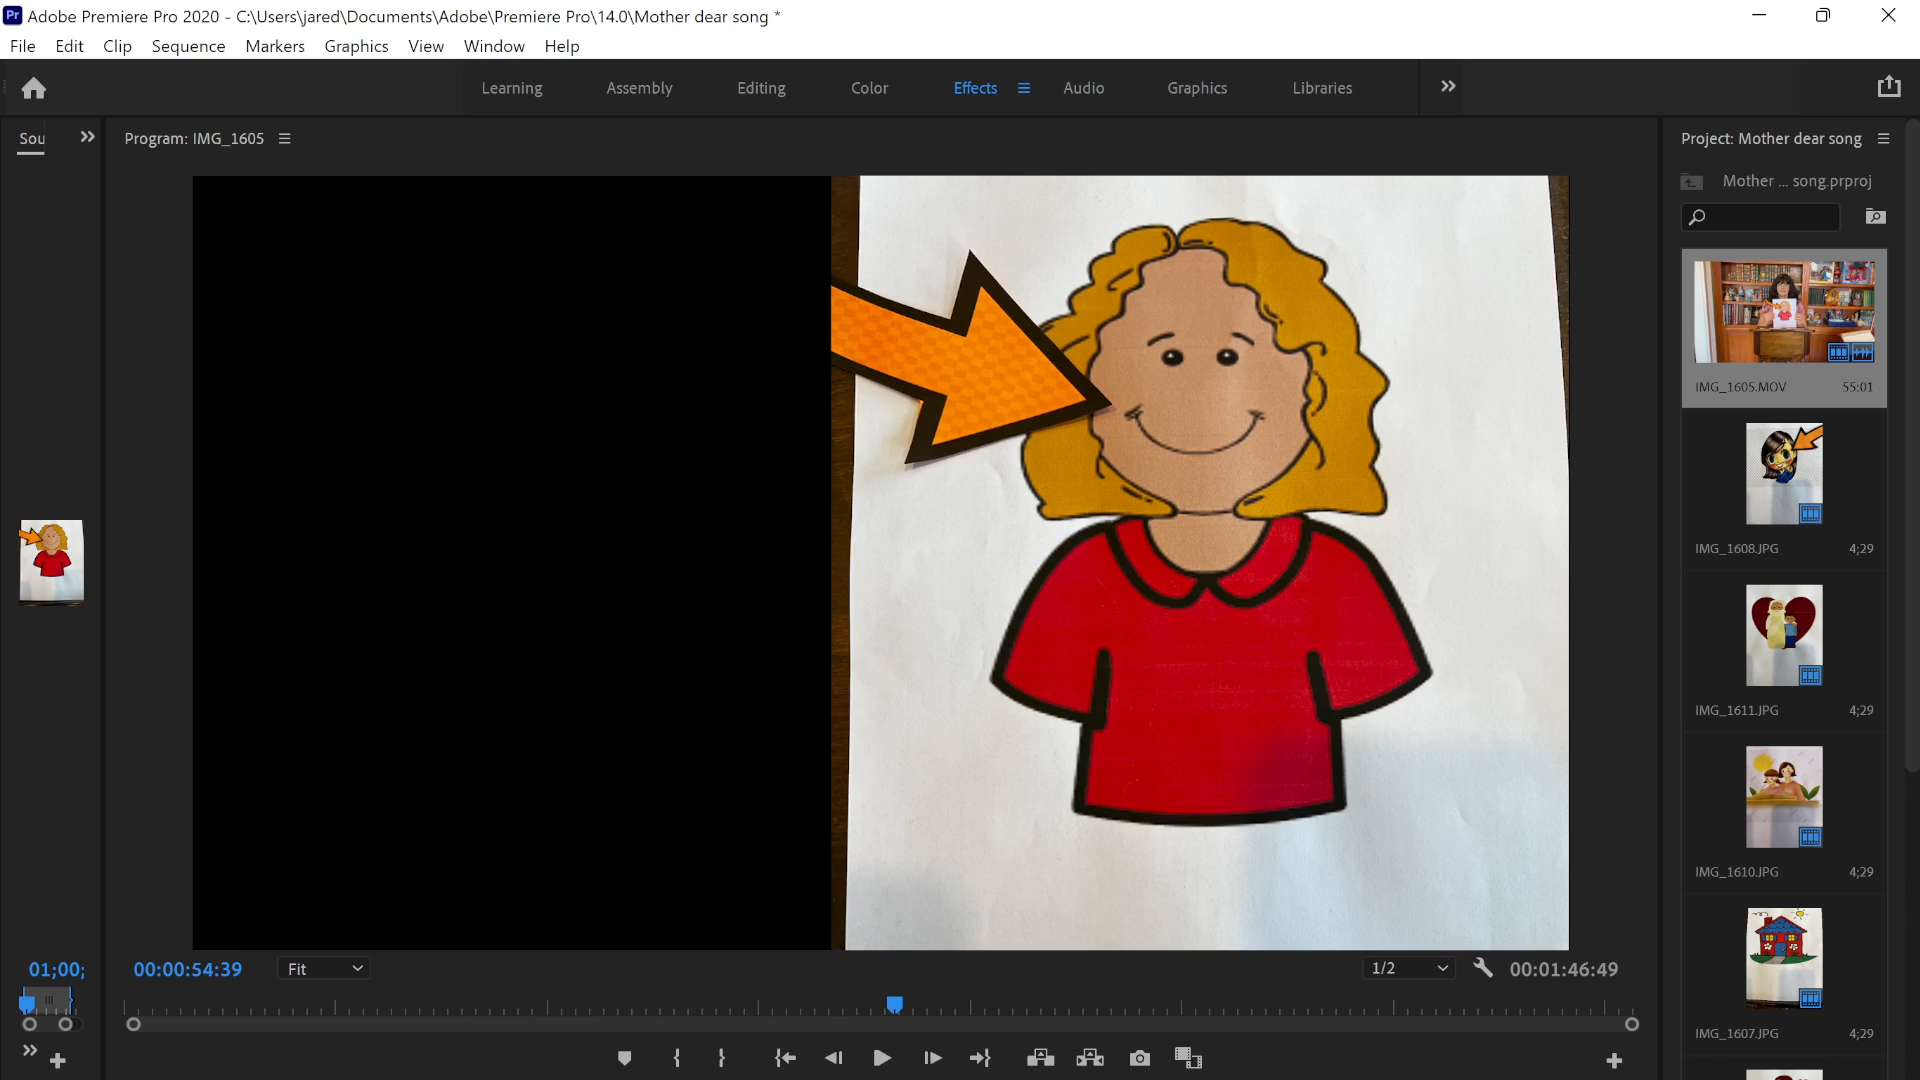 Pr Adobe Premiere Pro 2020 - C:\Users\jared\Documents\Adobe\Premiere Pro\14.0\Mother dear song *
File Edit Clip Sequence Markers Graphics View Window Help
Learning Assembly Editing Color Effects Audio Graphics Libraries
Sou
Program: IMG_1605
Project: Mother dear song
Mother ... song.prproj
IMG_1605.MOV 55:01
IMG_1608.JPG 4;29
IMG_1611.JPG 4;29
IMG_1610.JPG 4;29
IMG_1607.JPG 4;29
01;00;
00:00:54:39 Fit 1/2 00:01:46:49